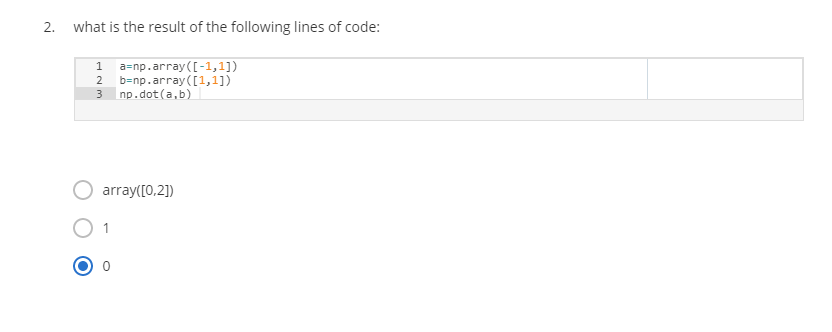 2. what is the result of the following lines of code:
1 a=np.array([-1,1])
2 b=np.array([1,1])
3 np.dot(a,b)
array([0,2])
1
0